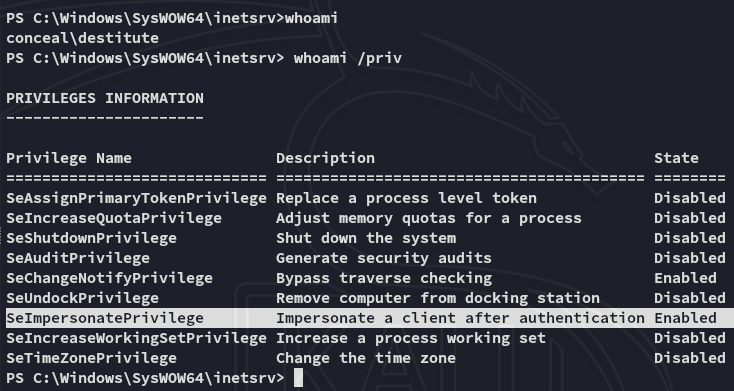 PS C:\Windows\SysWOW64\inetsrv>whoami
conceal\destitute
PS C:\Windows\SysWOW64\inetsrv> whoami /priv
PRIVILEGES INFORMATION
----------------------
Privilege Name Description State
============================= ========================================= ========
SeAssignPrimaryTokenPrivilege Replace a process level token Disabled
SeIncreaseQuotaPrivilege Adjust memory quotas for a process Disabled
SeShutdownPrivilege Shut down the system Disabled
SeAuditPrivilege Generate security audits Disabled
SeChangeNotifyPrivilege Bypass traverse checking Enabled
SeUndockPrivilege Remove computer from docking station Disabled
SeImpersonatePrivilege Impersonate a client after authentication Enabled
SeIncreaseWorkingSetPrivilege Increase a process working set Disabled
SeTimeZonePrivilege Change the time zone Disabled
PS C:\Windows\SysWOW64\inetsrv>
KALI